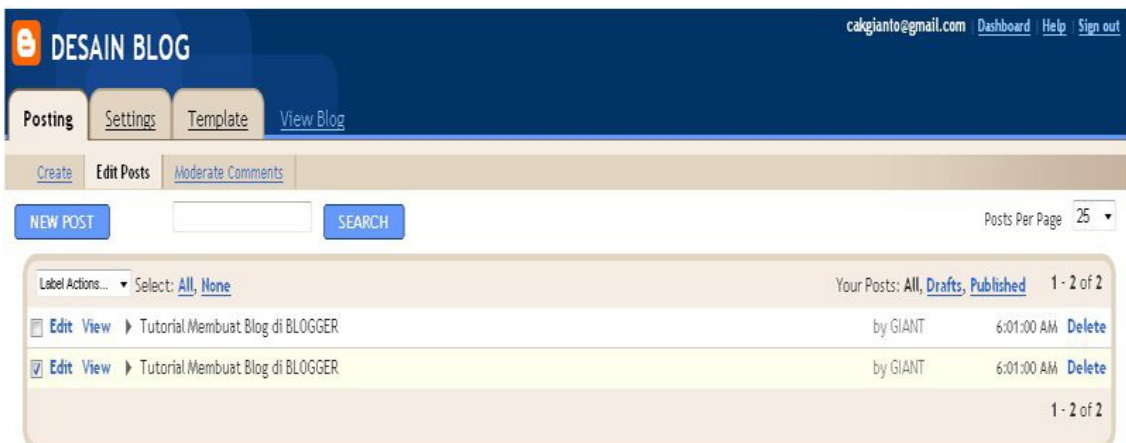 cakgianto@gmail.com | Dashboard | Help | Sign out
DESAIN BLOG
Posting Settings Template View Blog
Create Edit Posts Moderate Comments
NEW POST SEARCH Posts Per Page 25
Label Actions... Select: All, None Your Posts: All, Drafts, Published 1 - 2 of 2
Edit View Tutorial Membuat Blog di BLOGGER by GIANT 6:01:00 AM Delete
Edit View Tutorial Membuat Blog di BLOGGER by GIANT 6:01:00 AM Delete
1 - 2 of 2